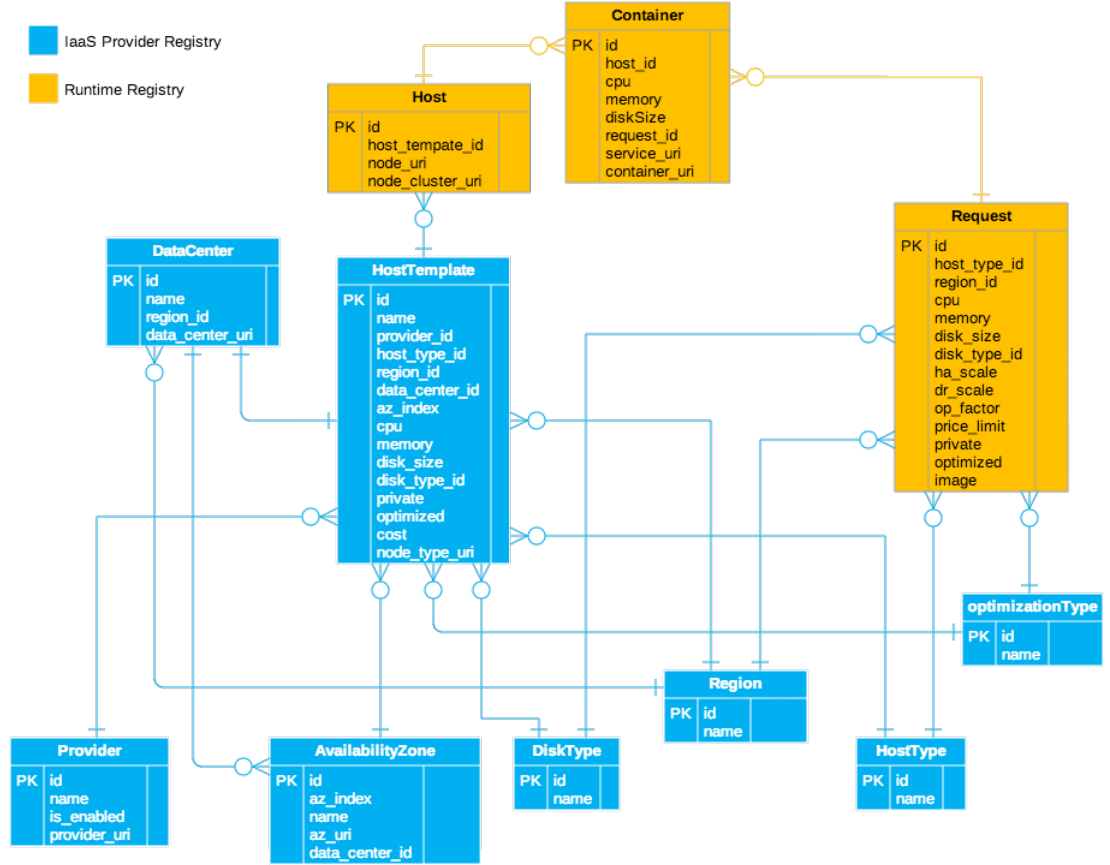 IaaS Provider Registry
Runtime Registry
Container
PK id
host_id
cpu
memory
diskSize
request_id
service_uri
container_uri
Host
PK id
host_tempate_id
node_uri
node_cluster_uri
Request
PK id
host_type_id
region_id
cpu
memory
disk_size
disk_type_id
ha_scale
dr_scale
op_factor
price_limit
private
optimized
image
DataCenter
PK id
name
region_id
data_center_uri
HostTemplate
PK id
name
provider_id
host_type_id
region_id
data_center_id
az_index
cpu
memory
disk_size
disk_type_id
private
optimized
cost
node_type_uri
optimizationType
PK id
name
Region
PK id
name
Provider
PK id
name
is_enabled
provider_uri
AvailabilityZone
PK id
az_index
name
az_uri
data_center_id
DiskType
PK id
name
HostType
PK id
name